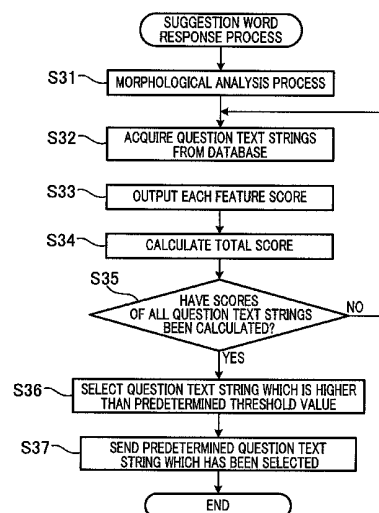 SUGGESTION WORD
RESPONSE PROCESS
S31
MORPHOLOGICAL ANALYSIS PROCESS
S32
ACQUIRE QUESTION TEXT STRINGS
FROM DATABASE
S33
OUTPUT EACH FEATURE SCORE
S34
CALCULATE TOTAL SCORE
S35
HAVE SCORES
OF ALL QUESTION TEXT STRINGS
BEEN CALCULATED?
NO
YES
S36
SELECT QUESTION TEXT STRING WHICH IS HIGHER
THAN PREDETERMINED THRESHOLD VALUE
S37
SEND PREDETERMINED QUESTION TEXT
STRING WHICH HAS BEEN SELECTED
END